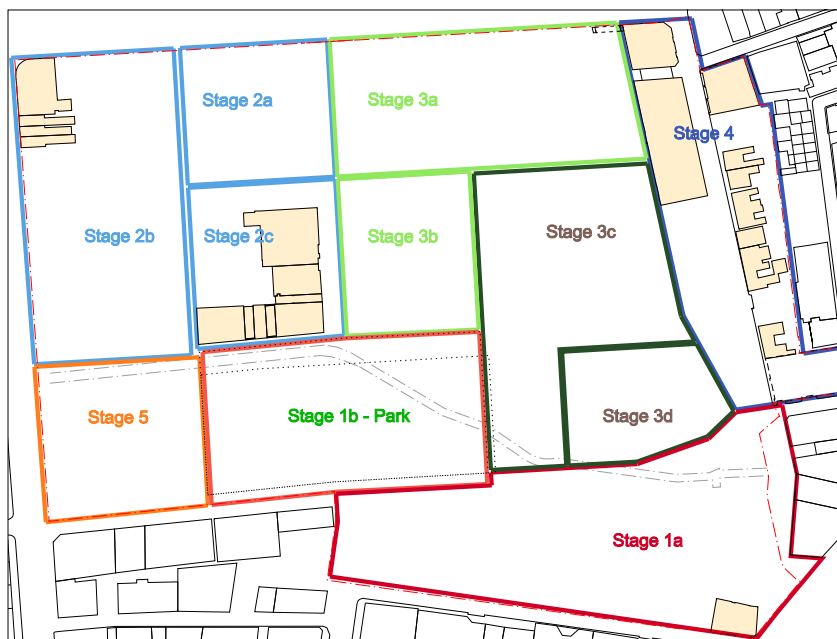 Stage 2a
Stage 3a
Stage 4
Stage 2b
Stage 2c
Stage 3b
Stage 3c
Stage 5
Stage 1b - Park
Stage 3d
Stage 1a